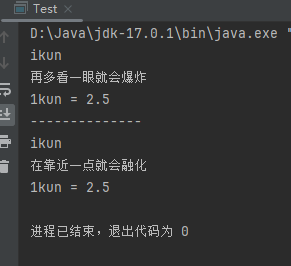 Test
D:\Java\jdk-17.0.1\bin\java.exe
ikun
再多看一眼就会爆炸
1kun = 2.5
--------------
ikun
在靠近一点就会融化
1kun = 2.5
进程已结束，退出代码为 0